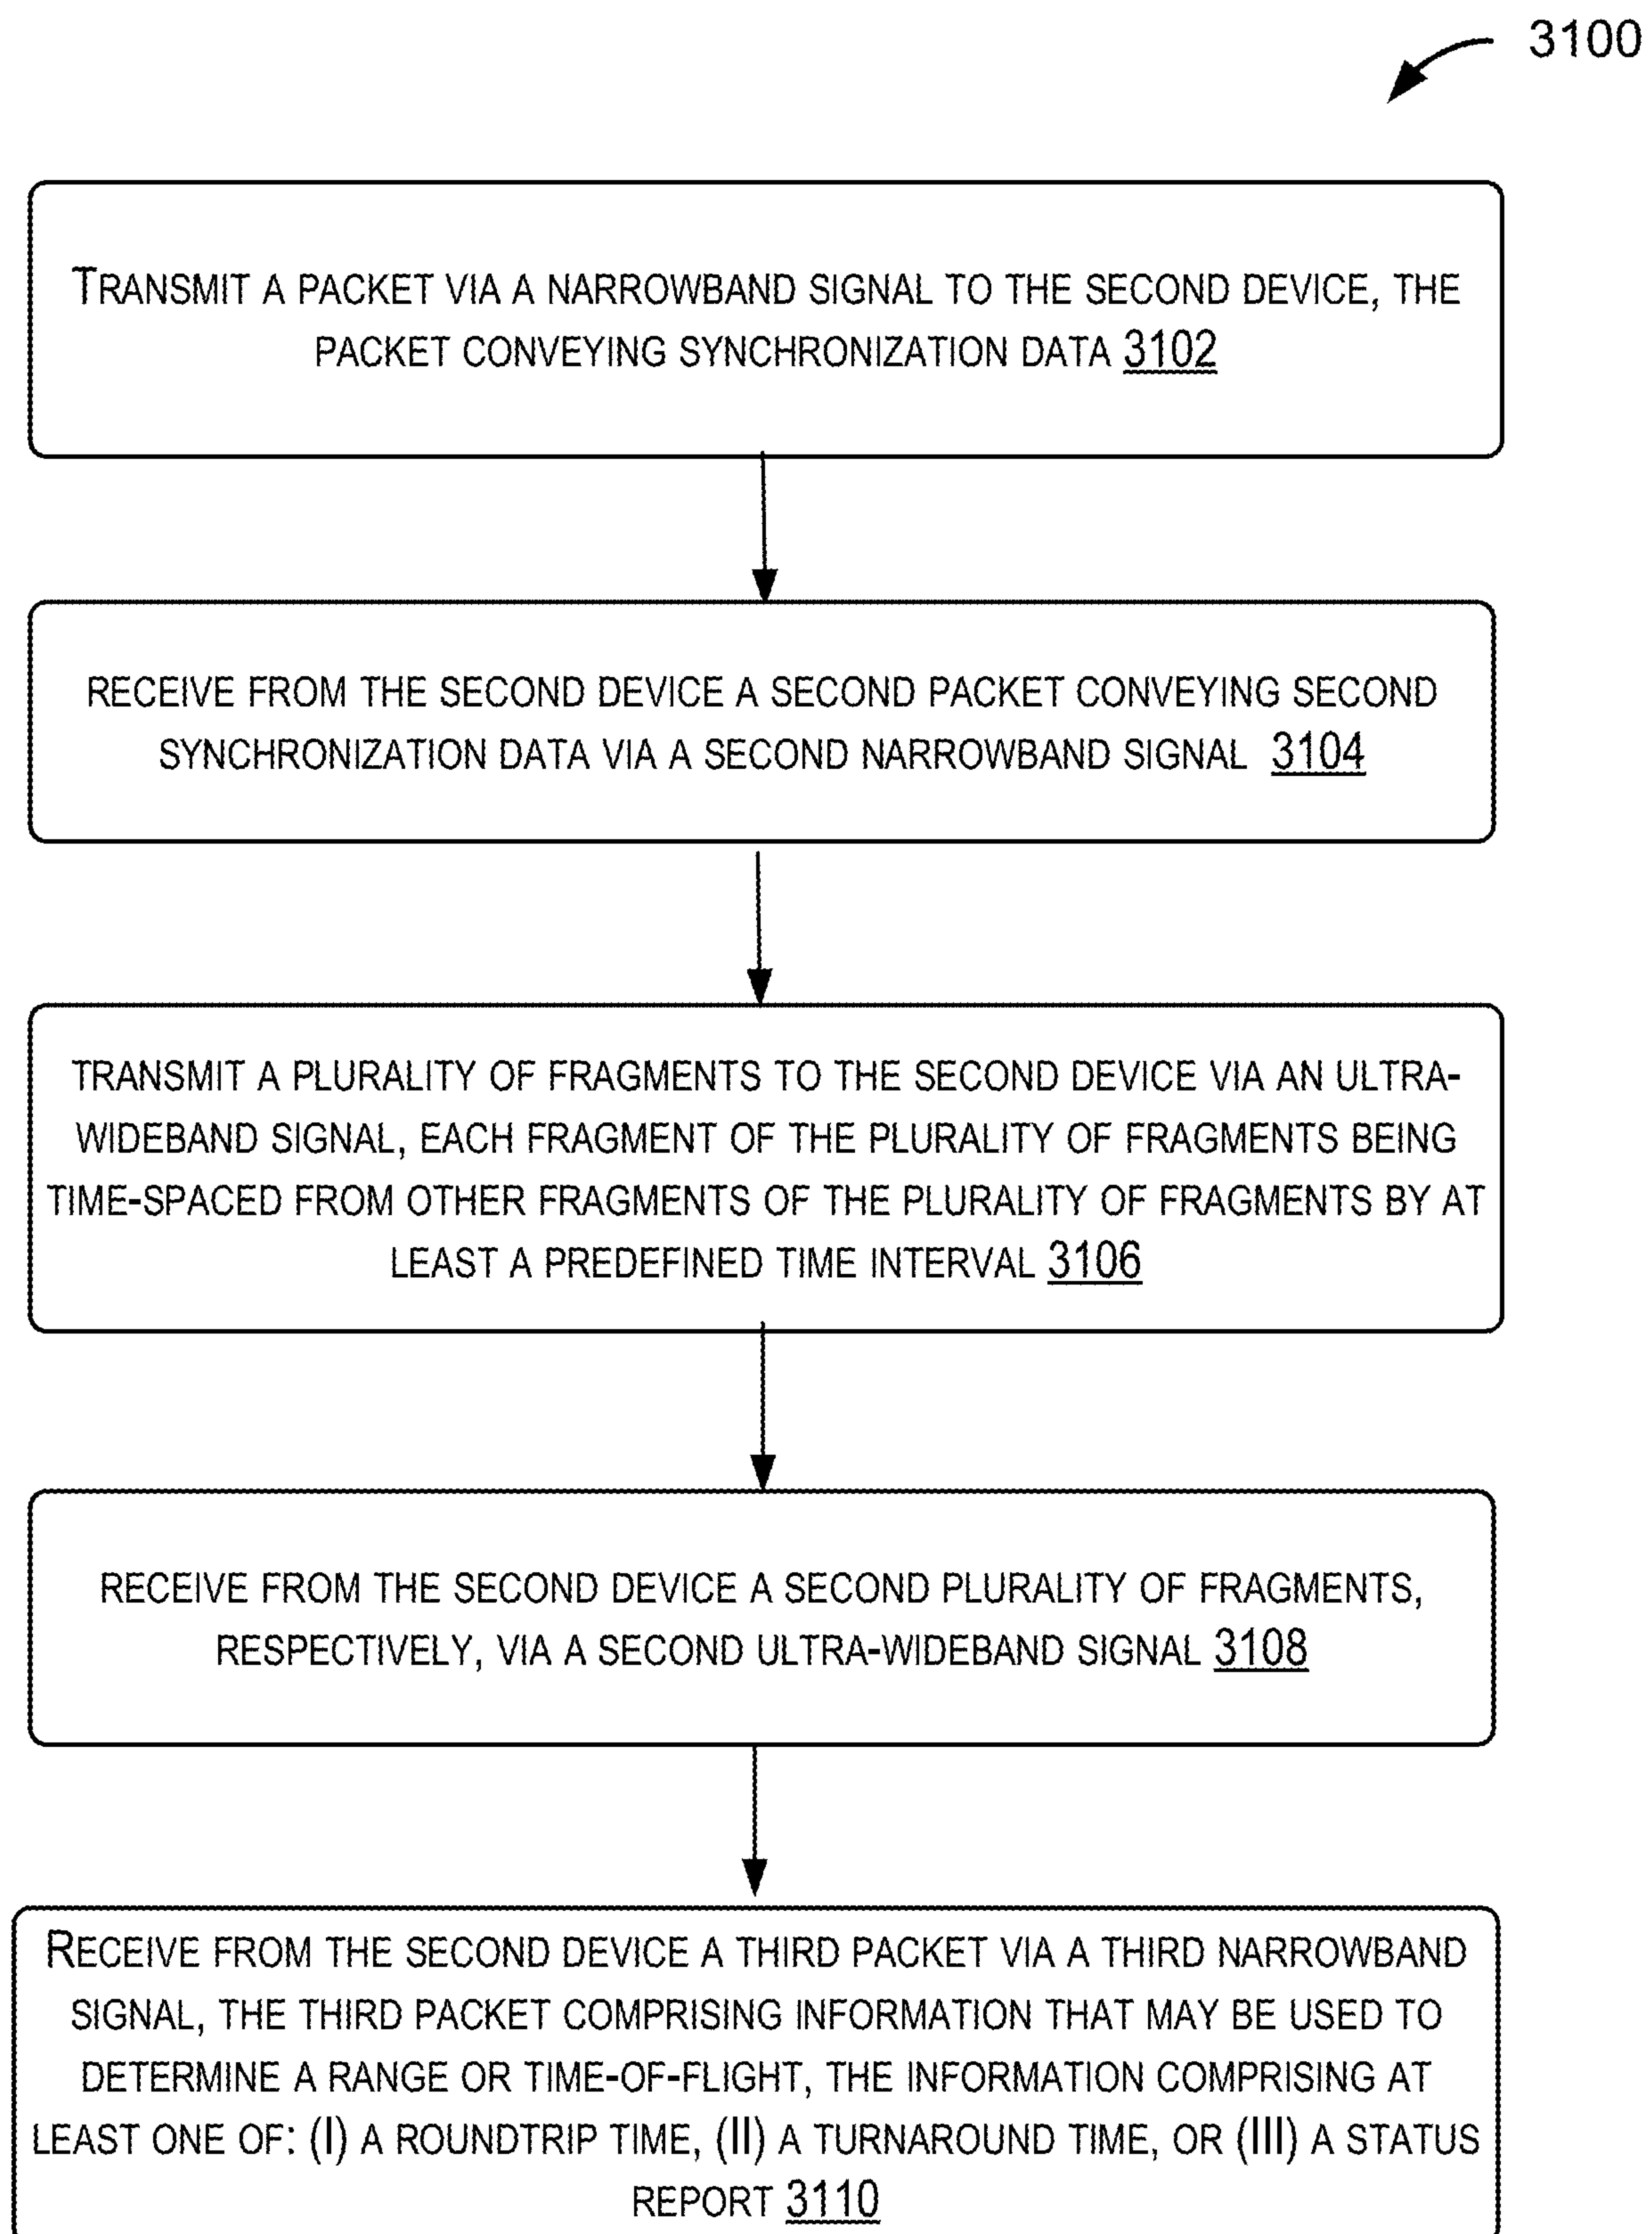 3100
TRANSMIT A PACKET VIA A NARROWBAND SIGNAL TO THE SECOND DEVICE, THE
PACKET CONVEYING SYNCHRONIZATION DATA 3102
RECEIVE FROM THE SECOND DEVICE A SECOND PACKET CONVEYING SECOND
SYNCHRONIZATION DATA VIA A SECOND NARROWBAND SIGNAL 3104
TRANSMIT A PLURALITY OF FRAGMENTS TO THE SECOND DEVICE VIA AN ULTRA-
WIDEBAND SIGNAL, EACH FRAGMENT OF THE PLURALITY OF FRAGMENTS BEING
TIME-SPACED FROM OTHER FRAGMENTS OF THE PLURALITY OF FRAGMENTS BY AT
LEAST A PREDEFINED TIME INTERVAL 3106
RECEIVE FROM THE SECOND DEVICE A SECOND PLURALITY OF FRAGMENTS,
RESPECTIVELY, VIA A SECOND ULTRA-WIDEBAND SIGNAL 3108
RECEIVE FROM THE SECOND DEVICE A THIRD PACKET VIA A THIRD NARROWBAND
SIGNAL, THE THIRD PACKET COMPRISING INFORMATION THAT MAY BE USED TO
DETERMINE A RANGE OR TIME-OF-FLIGHT, THE INFORMATION COMPRISING AT
LEAST ONE OF: (I) A ROUNDTRIP TIME, (II) A TURNAROUND TIME, OR (III) A STATUS
REPORT 3110